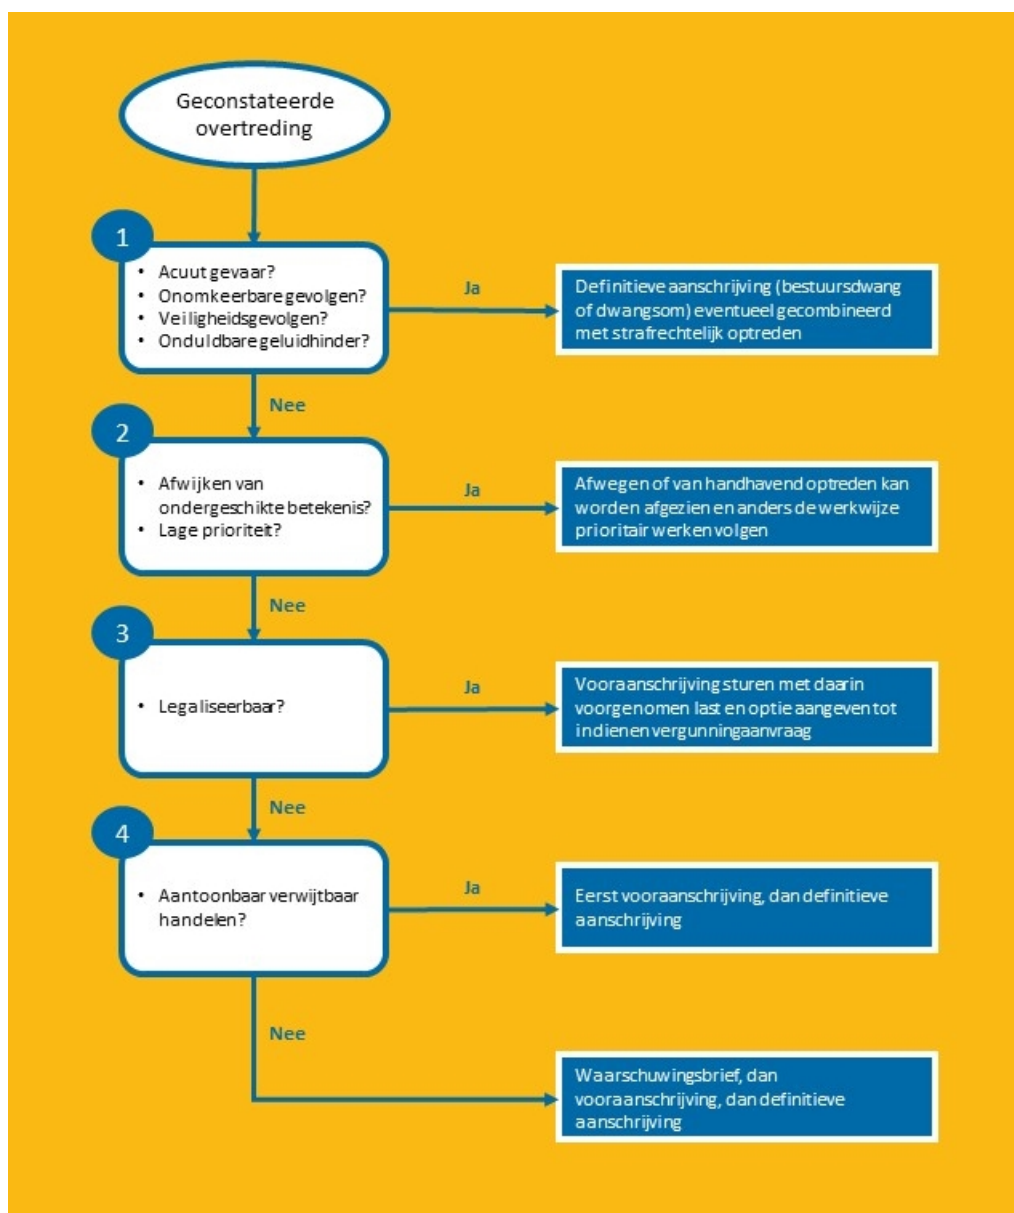 Geconstateerde
overtreding
1
• Acuut gevaar?
• Onomkeerbare gevolgen?
• Veiligheidsgevolgen?
• Onduldbare geluidhinder?
Ja
Definitieve aanschrijving (bestuursdwang
of dwangsom) eventueel gecombineerd
met strafrechtelijk optreden
Nee
2
• Afwijken van
ondergeschikte betekenis?
• Lage prioriteit?
Ja
Afwegen of van handhavend optreden kan
worden afgezien en anders de werkwijze
prioritair werken volgen
Nee
3
• Legaliseerbaar?
Ja
Vooraanschrijving sturen met daarin
voorgenomen last en optie aangeven tot
indienen vergunningaanvraag
Nee
4
• Aantoonbaar verwijtbaar
handelen?
Ja
Eerst vooraanschrijving, dan definitieve
aanschrijving
Nee
Waarschuwingsbrief, dan
vooraanschrijving, dan definitieve
aanschrijving